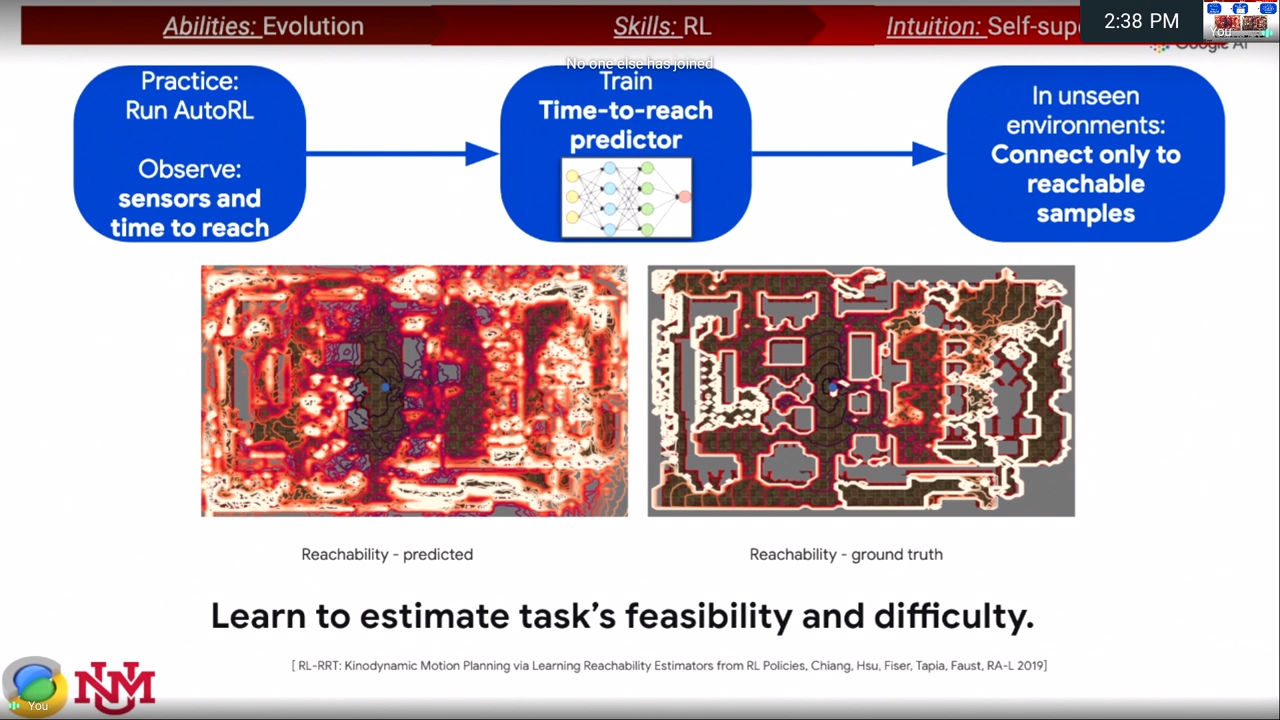 Abilities: Evolution
Skills: RL
Intuition: Self-sup
2:38 PM
You
Google AI
No one else has joined
Practice:
Run AutoRL
Observe:
sensors and
time to reach
Train
Time-to-reach
predictor
In unseen
environments:
Connect only to
reachable
samples
Reachability - predicted
Reachability - ground truth
Learn to estimate task's feasibility and difficulty.
[ RL-RRT: Kinodynamic Motion Planning via Learning Reachability Estimators from RL Policies, Chiang, Hsu, Fiser, Tapia, Faust, RA-L 2019]
You
NM